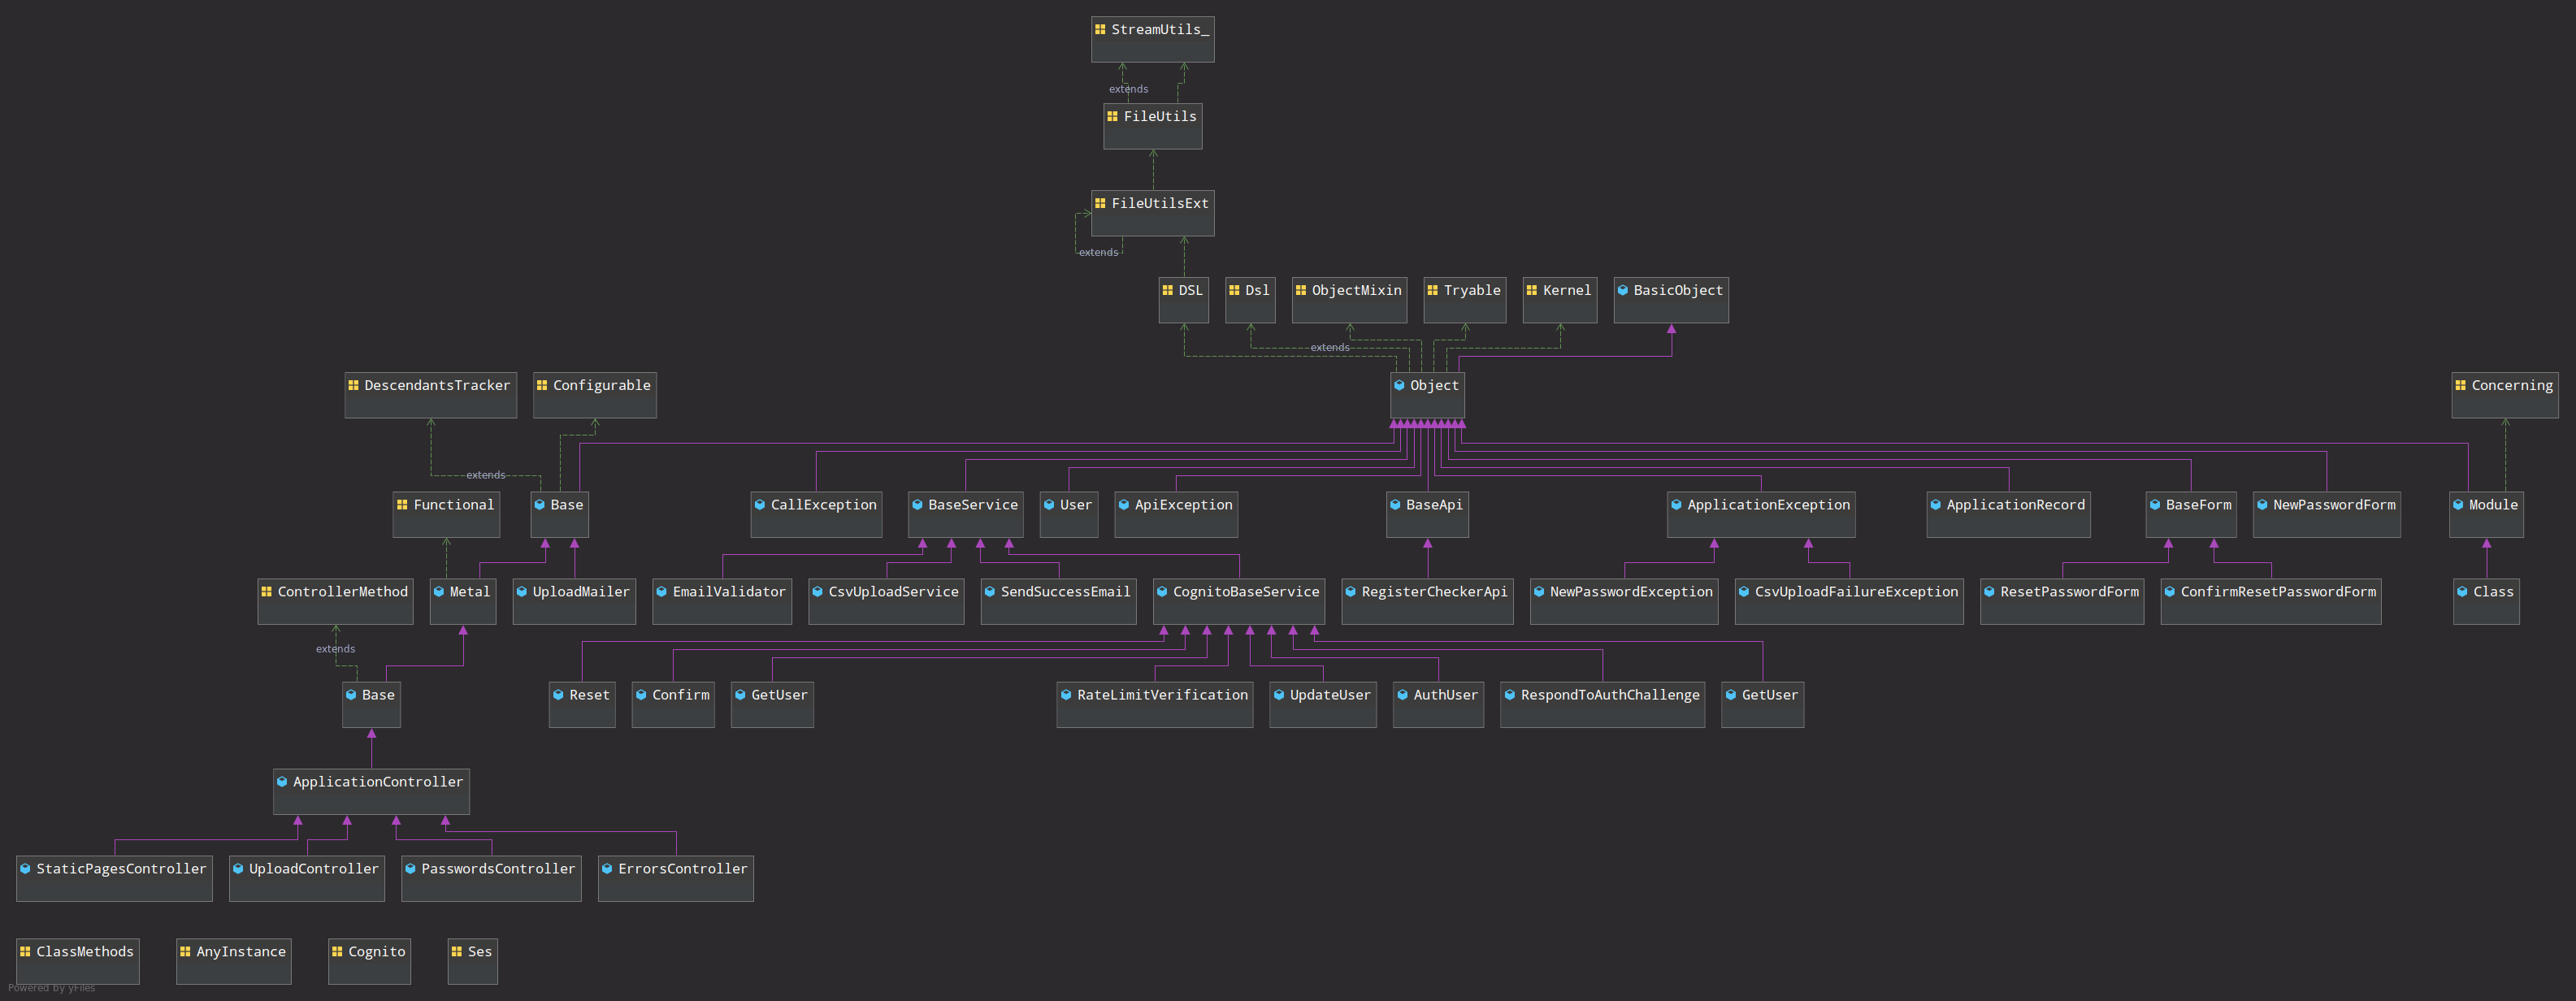 StreamUtils_
extends
FileUtils
FileUtilsExt
extends
DSL
Dsl
ObjectMixin
Tryable
Kernel
BasicObject
extends
DescendantsTracker
Configurable
Object
Concerning
extends
Functional
Base
CallException
BaseService
User
ApiException
BaseApi
ApplicationException
ApplicationRecord
BaseForm
NewPasswordForm
Module
ControllerMethod
Metal
UploadMailer
EmailValidator
CsvUploadService
SendSuccessEmail
CognitoBaseService
RegisterCheckerApi
NewPasswordException
CsvUploadFailureException
ResetPasswordForm
ConfirmResetPasswordForm
Class
extends
Base
Reset
Confirm
GetUser
RateLimitVerification
UpdateUser
AuthUser
RespondToAuthChallenge
GetUser
ApplicationController
StaticPagesController
UploadController
PasswordsController
ErrorsController
ClassMethods
AnyInstance
Cognito
Ses
Powered by yFiles